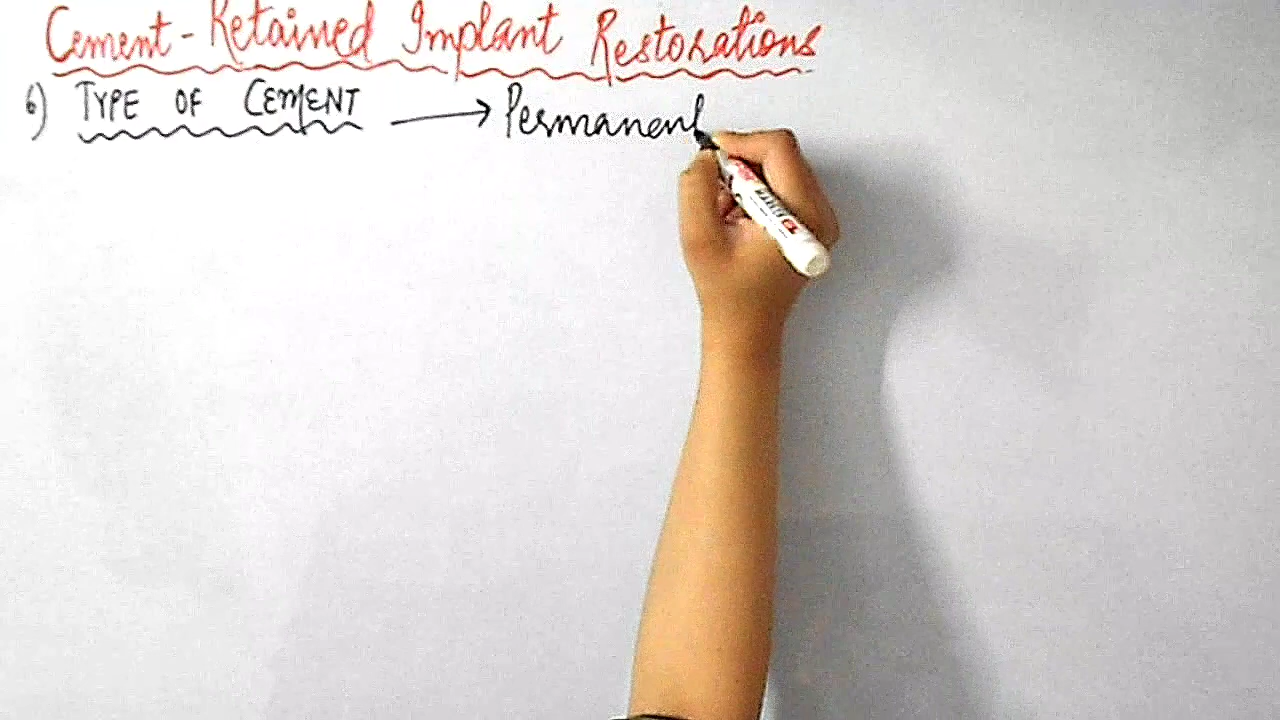 Cement-Retained Implant Restorations
6) TYPE OF CEMENT → Permanent